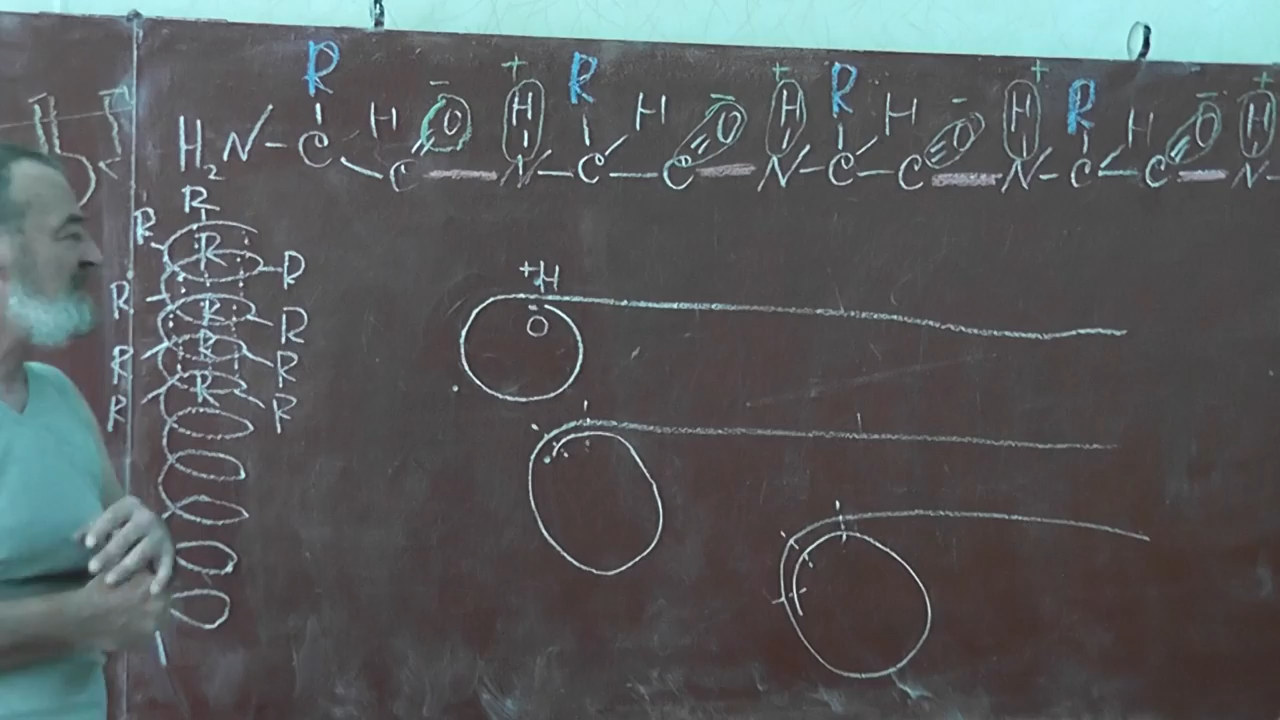 R R R R
− + − + − + − +
H₂N–C H C O H N C H C O H N C H C O H N C H C O H N
R
R R
R
R R R
R R R
R R R
+H
− O